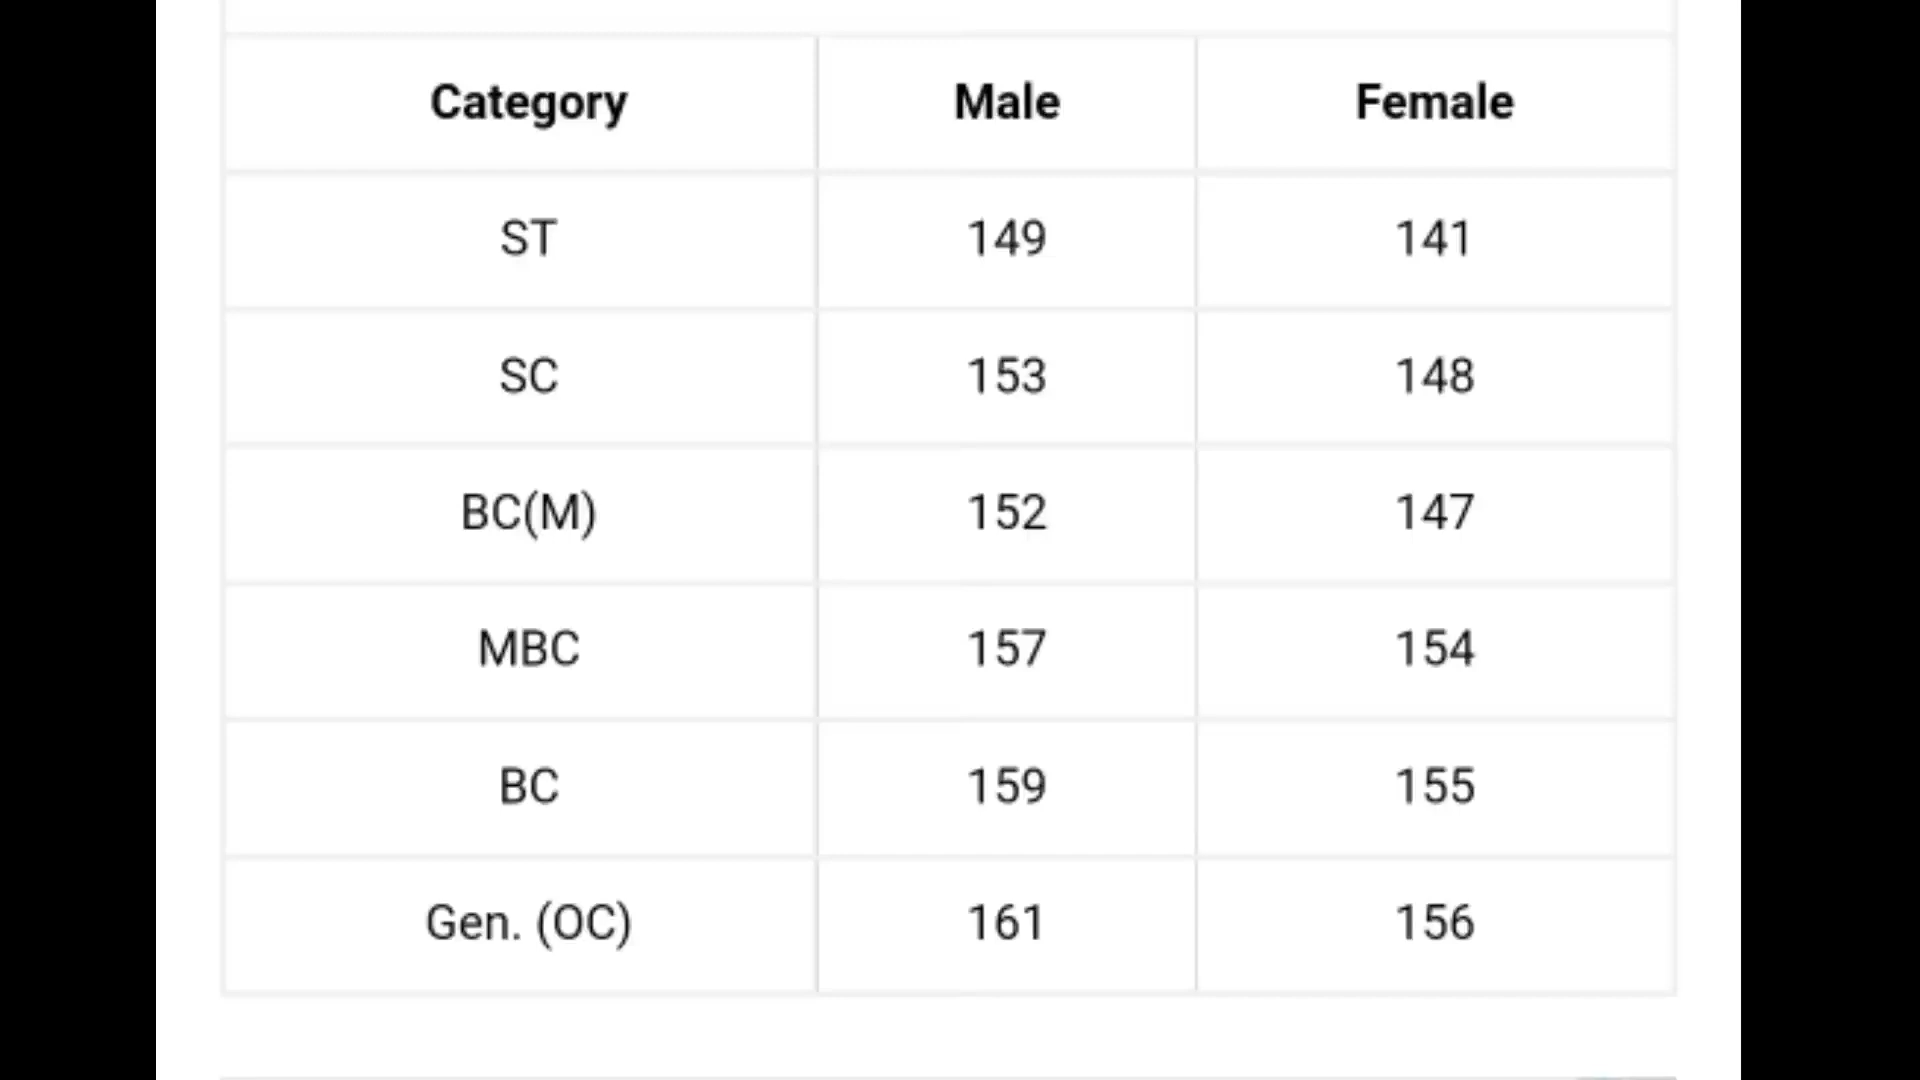 Category Male Female
ST 149 141
SC 153 148
BC(M) 152 147
MBC 157 154
BC 159 155
Gen. (OC) 161 156